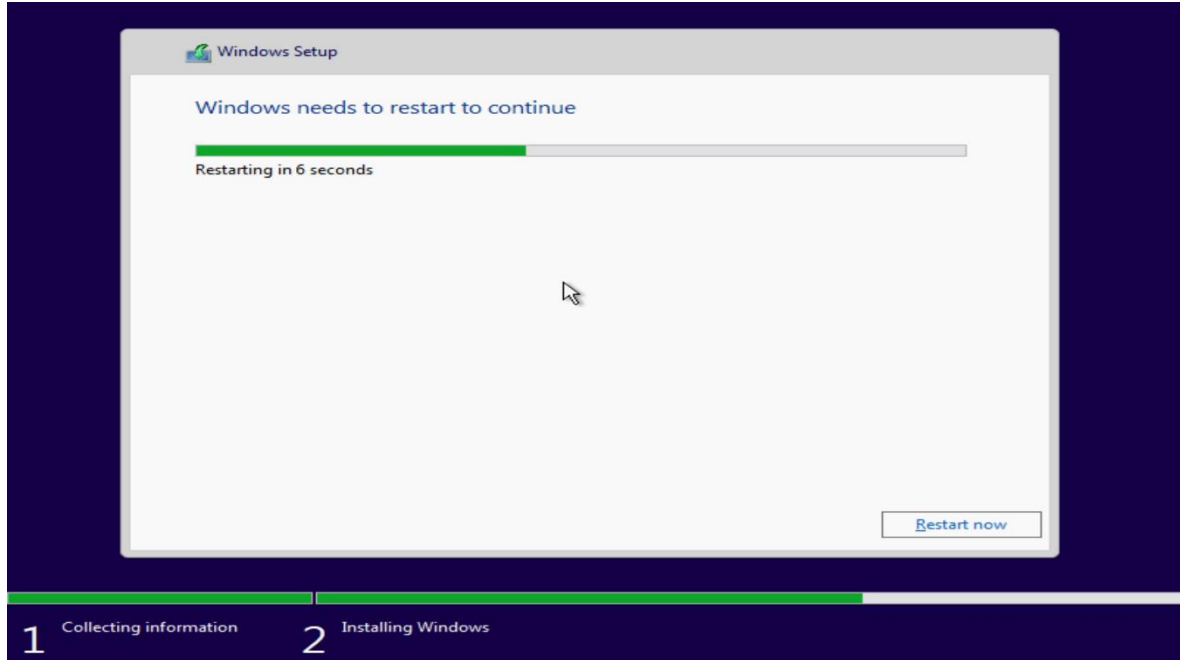 Windows Setup
Windows needs to restart to continue
Restarting in 6 seconds
Restart now
1 Collecting information 2 Installing Windows